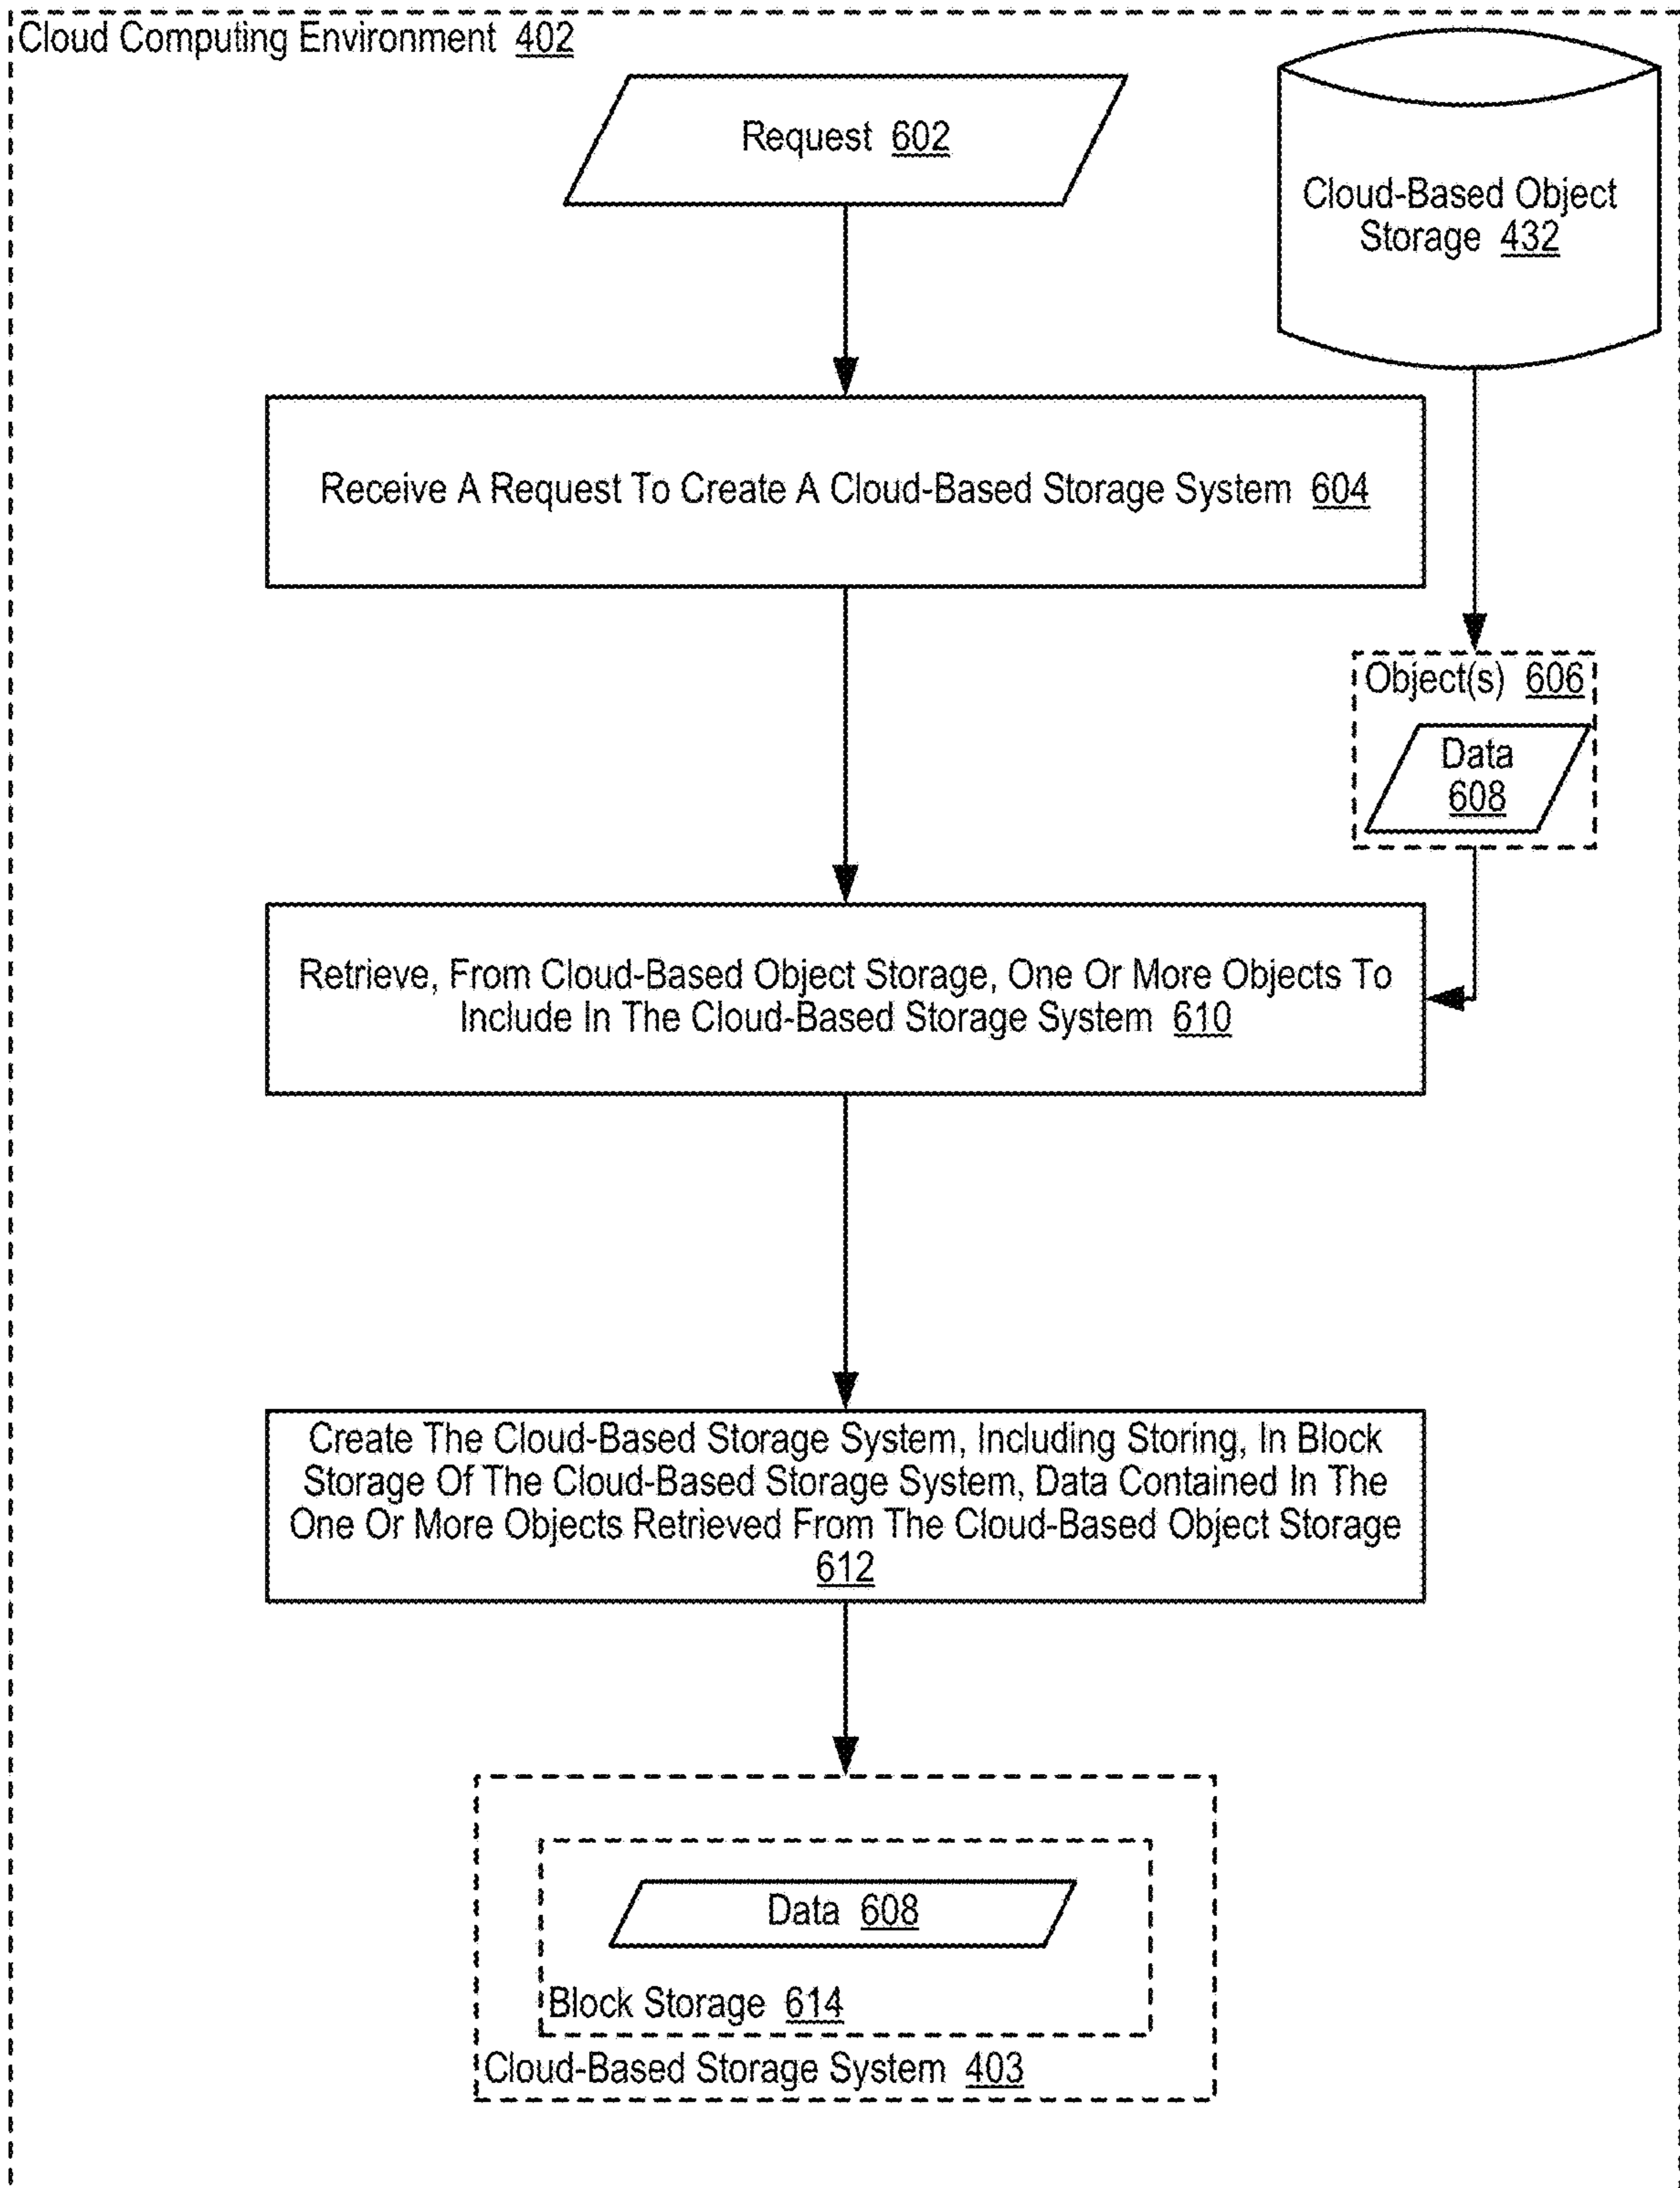 Cloud Computing Environment 402
Request 602
Cloud-Based Object
Storage 432
Receive A Request To Create A Cloud-Based Storage System 604
Object(s) 606
Data
608
Retrieve, From Cloud-Based Object Storage, One Or More Objects To
Include In The Cloud-Based Storage System 610
Create The Cloud-Based Storage System, Including Storing, In Block
Storage Of The Cloud-Based Storage System, Data Contained In The
One Or More Objects Retrieved From The Cloud-Based Object Storage
612
Data 608
Block Storage 614
Cloud-Based Storage System 403